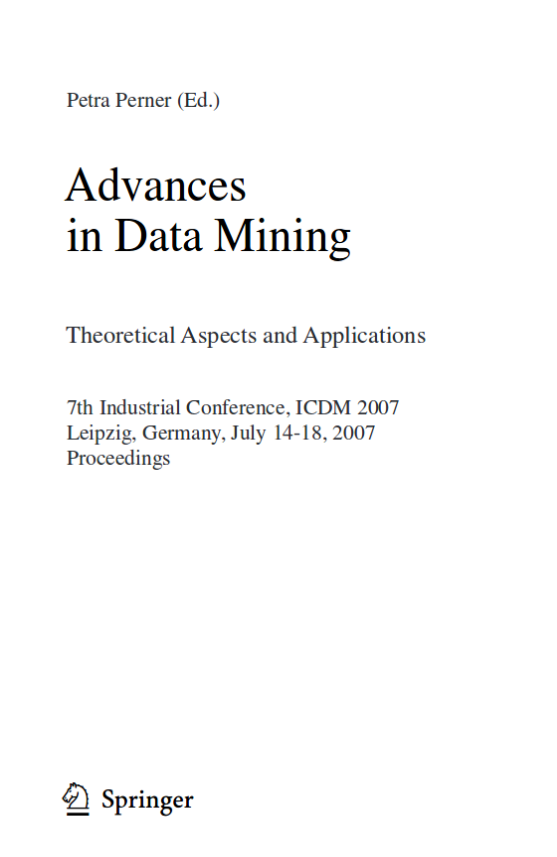 Petra Perner (Ed.)
Advances
in Data Mining
Theoretical Aspects and Applications
7th Industrial Conference, ICDM 2007
Leipzig, Germany, July 14-18, 2007
Proceedings
Springer